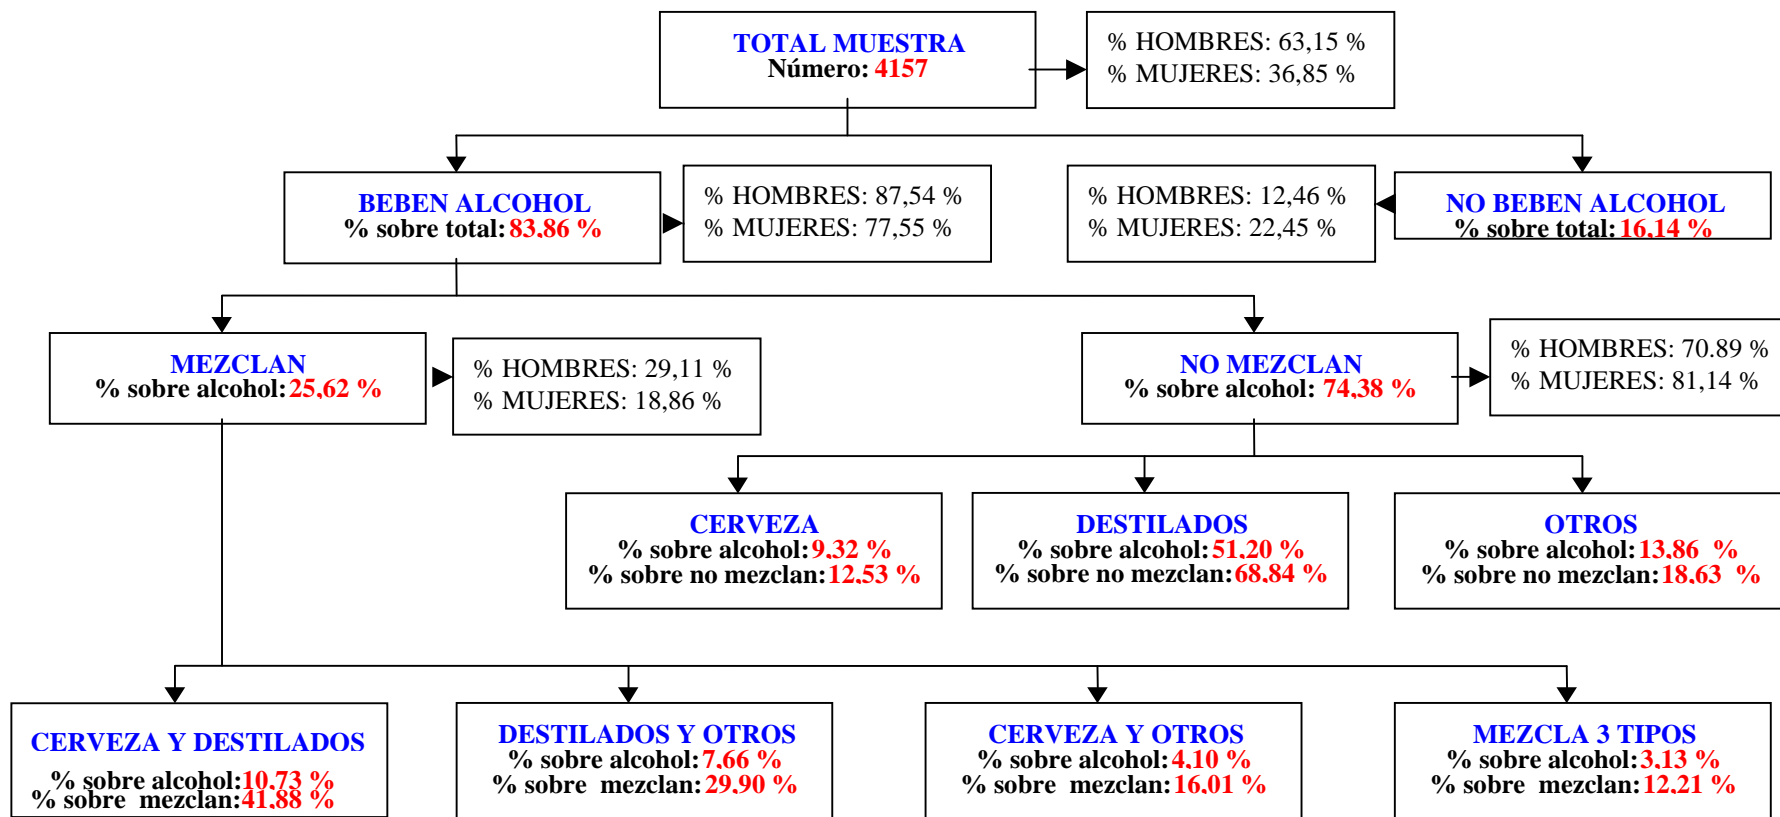 TOTAL MUESTRA
Número: 4157
% HOMBRES: 63,15 %
% MUJERES: 36,85 %
BEBEN ALCOHOL
% sobre total: 83,86 %
% HOMBRES: 87,54 %
% MUJERES: 77,55 %
% HOMBRES: 12,46 %
% MUJERES: 22,45 %
NO BEBEN ALCOHOL
% sobre total: 16,14 %
MEZCLAN
% sobre alcohol: 25,62 %
% HOMBRES: 29,11 %
% MUJERES: 18,86 %
NO MEZCLAN
% sobre alcohol: 74,38 %
% HOMBRES: 70.89 %
% MUJERES: 81,14 %
CERVEZA
% sobre alcohol: 9,32 %
% sobre no mezclan: 12,53 %
DESTILADOS
% sobre alcohol: 51,20 %
% sobre no mezclan: 68,84 %
OTROS
% sobre alcohol: 13,86 %
% sobre no mezclan: 18,63 %
CERVEZA Y DESTILADOS
% sobre alcohol: 10,73 %
% sobre mezclan: 41,88 %
DESTILADOS Y OTROS
% sobre alcohol: 7,66 %
% sobre mezclan: 29,90 %
CERVEZA Y OTROS
% sobre alcohol: 4,10 %
% sobre mezclan: 16,01 %
MEZCLA 3 TIPOS
% sobre alcohol: 3,13 %
% sobre mezclan: 12,21 %